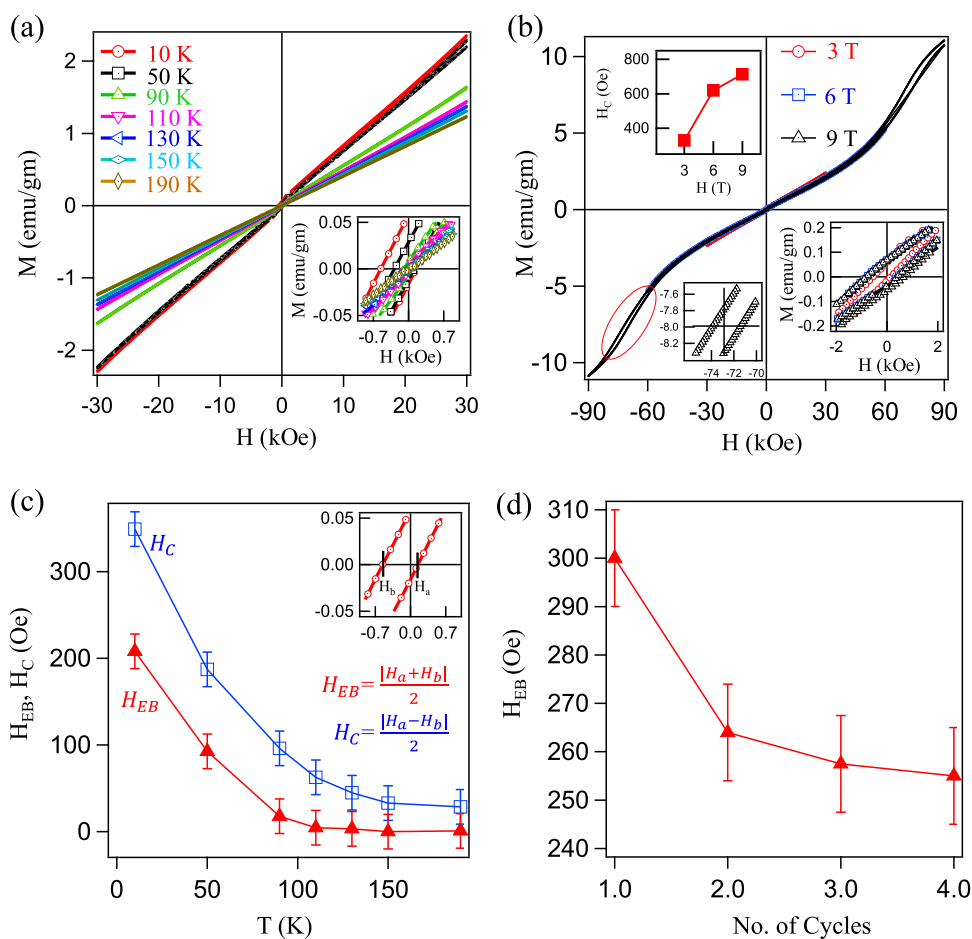 (a)
10 K
50 K
90 K
110 K
130 K
150 K
190 K
M (emu/gm)
2
1
0
-1
-2
-30
-20
-10
0
10
20
30
H (kOe)
M (emu/gm)
0.05
0.00
-0.05
-0.7
0.0
0.7
H (kOe)
(b)
3 T
6 T
9 T
M (emu/gm)
10
5
0
-5
-10
-90
-60
-30
0
30
60
90
H (kOe)
H_C (Oe)
800
600
400
3
6
9
H (T)
-7.6
-7.8
-8.0
-8.2
-74
-72
-70
M (emu/gm)
0.2
0.1
0.0
-0.1
-0.2
-2
0
2
H (kOe)
(c)
H_EB, H_C (Oe)
300
200
100
0
0
50
100
150
T (K)
H_C
H_EB
0.05
0.00
-0.05
-0.7
0.0
0.7
H_b
H_a
H_EB=|H_a+H_b|/2
H_C=|H_a−H_b|/2
(d)
H_EB (Oe)
310
300
290
280
270
260
250
240
1.0
2.0
3.0
4.0
No. of Cycles